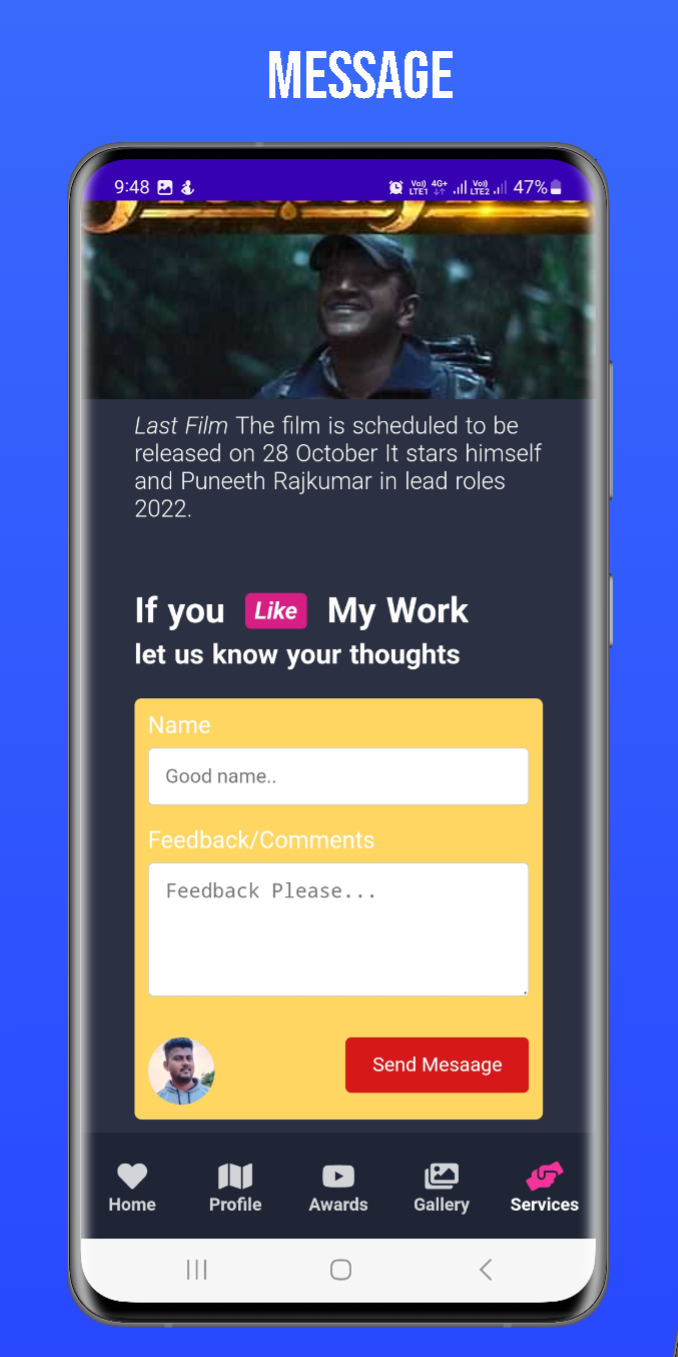 MESSAGE
9:48
Vo)) LTE1 4G+ Vo)) LTE2 47%
Last Film The film is scheduled to be
released on 28 October It stars himself
and Puneeth Rajkumar in lead roles
2022.
If you Like My Work
let us know your thoughts
Name
Good name..
Feedback/Comments
Feedback Please...
Send Mesaage
Home Profile Awards Gallery Services